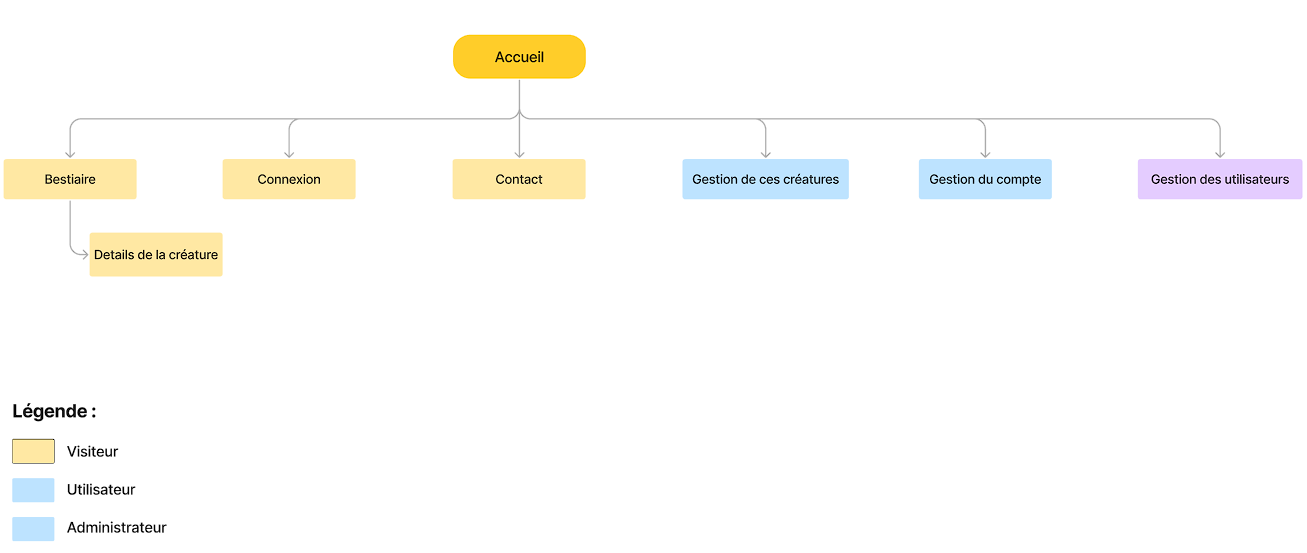 Accueil
Bestiaire
Connexion
Contact
Gestion de ces créatures
Gestion du compte
Gestion des utilisateurs
Details de la créature
Légende :
Visiteur
Utilisateur
Administrateur